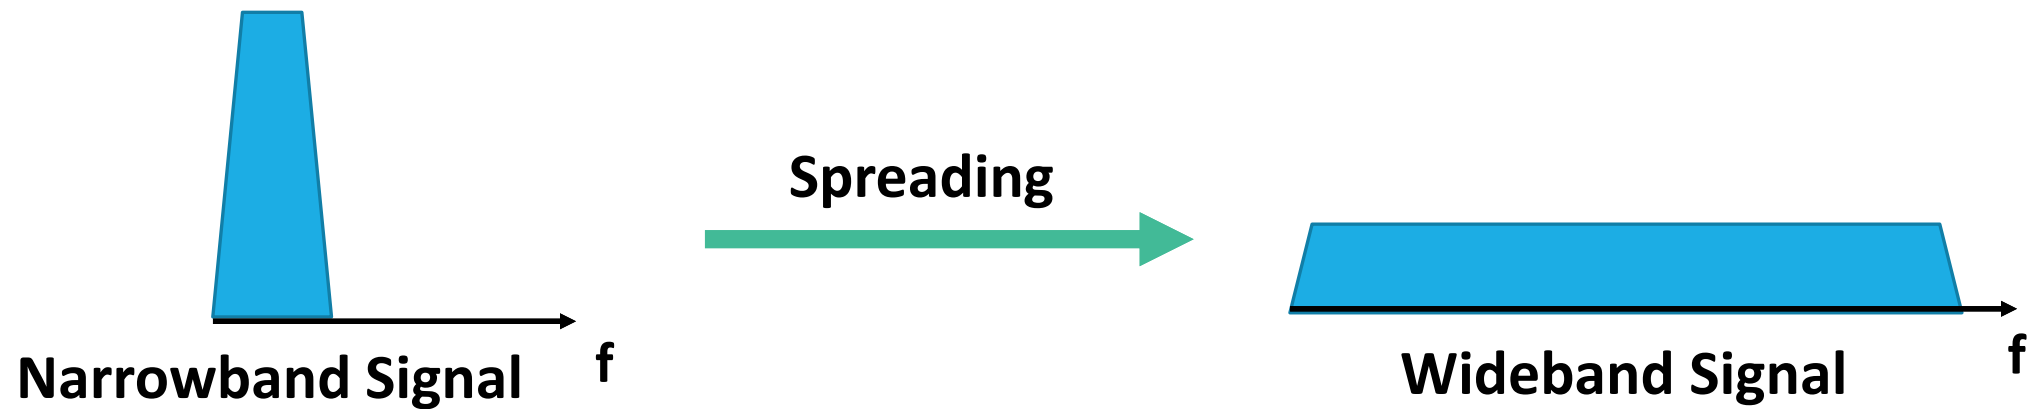 Spreading
Narrowband Signal
f
Wideband Signal
f